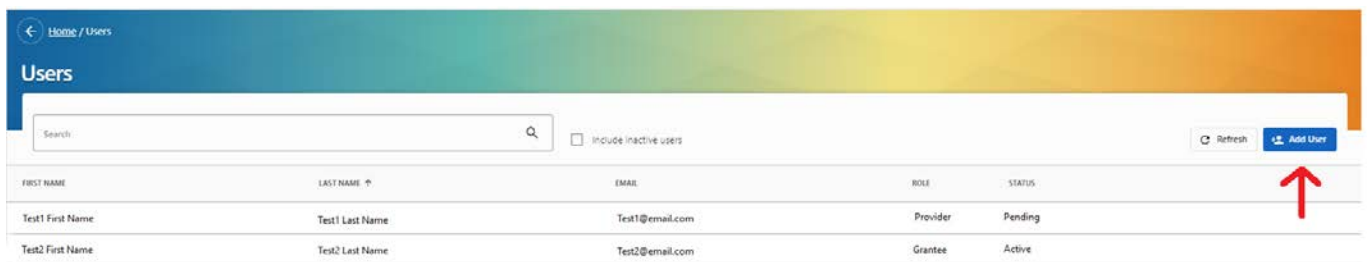 Home / Users
Users
Search
Include inactive users
Refresh
Add User
FIRST NAME LAST NAME ↑ EMAIL ROLE STATUS
Test1 First Name Test1 Last Name Test1@email.com Provider Pending
Test2 First Name Test2 Last Name Test2@email.com Grantee Active